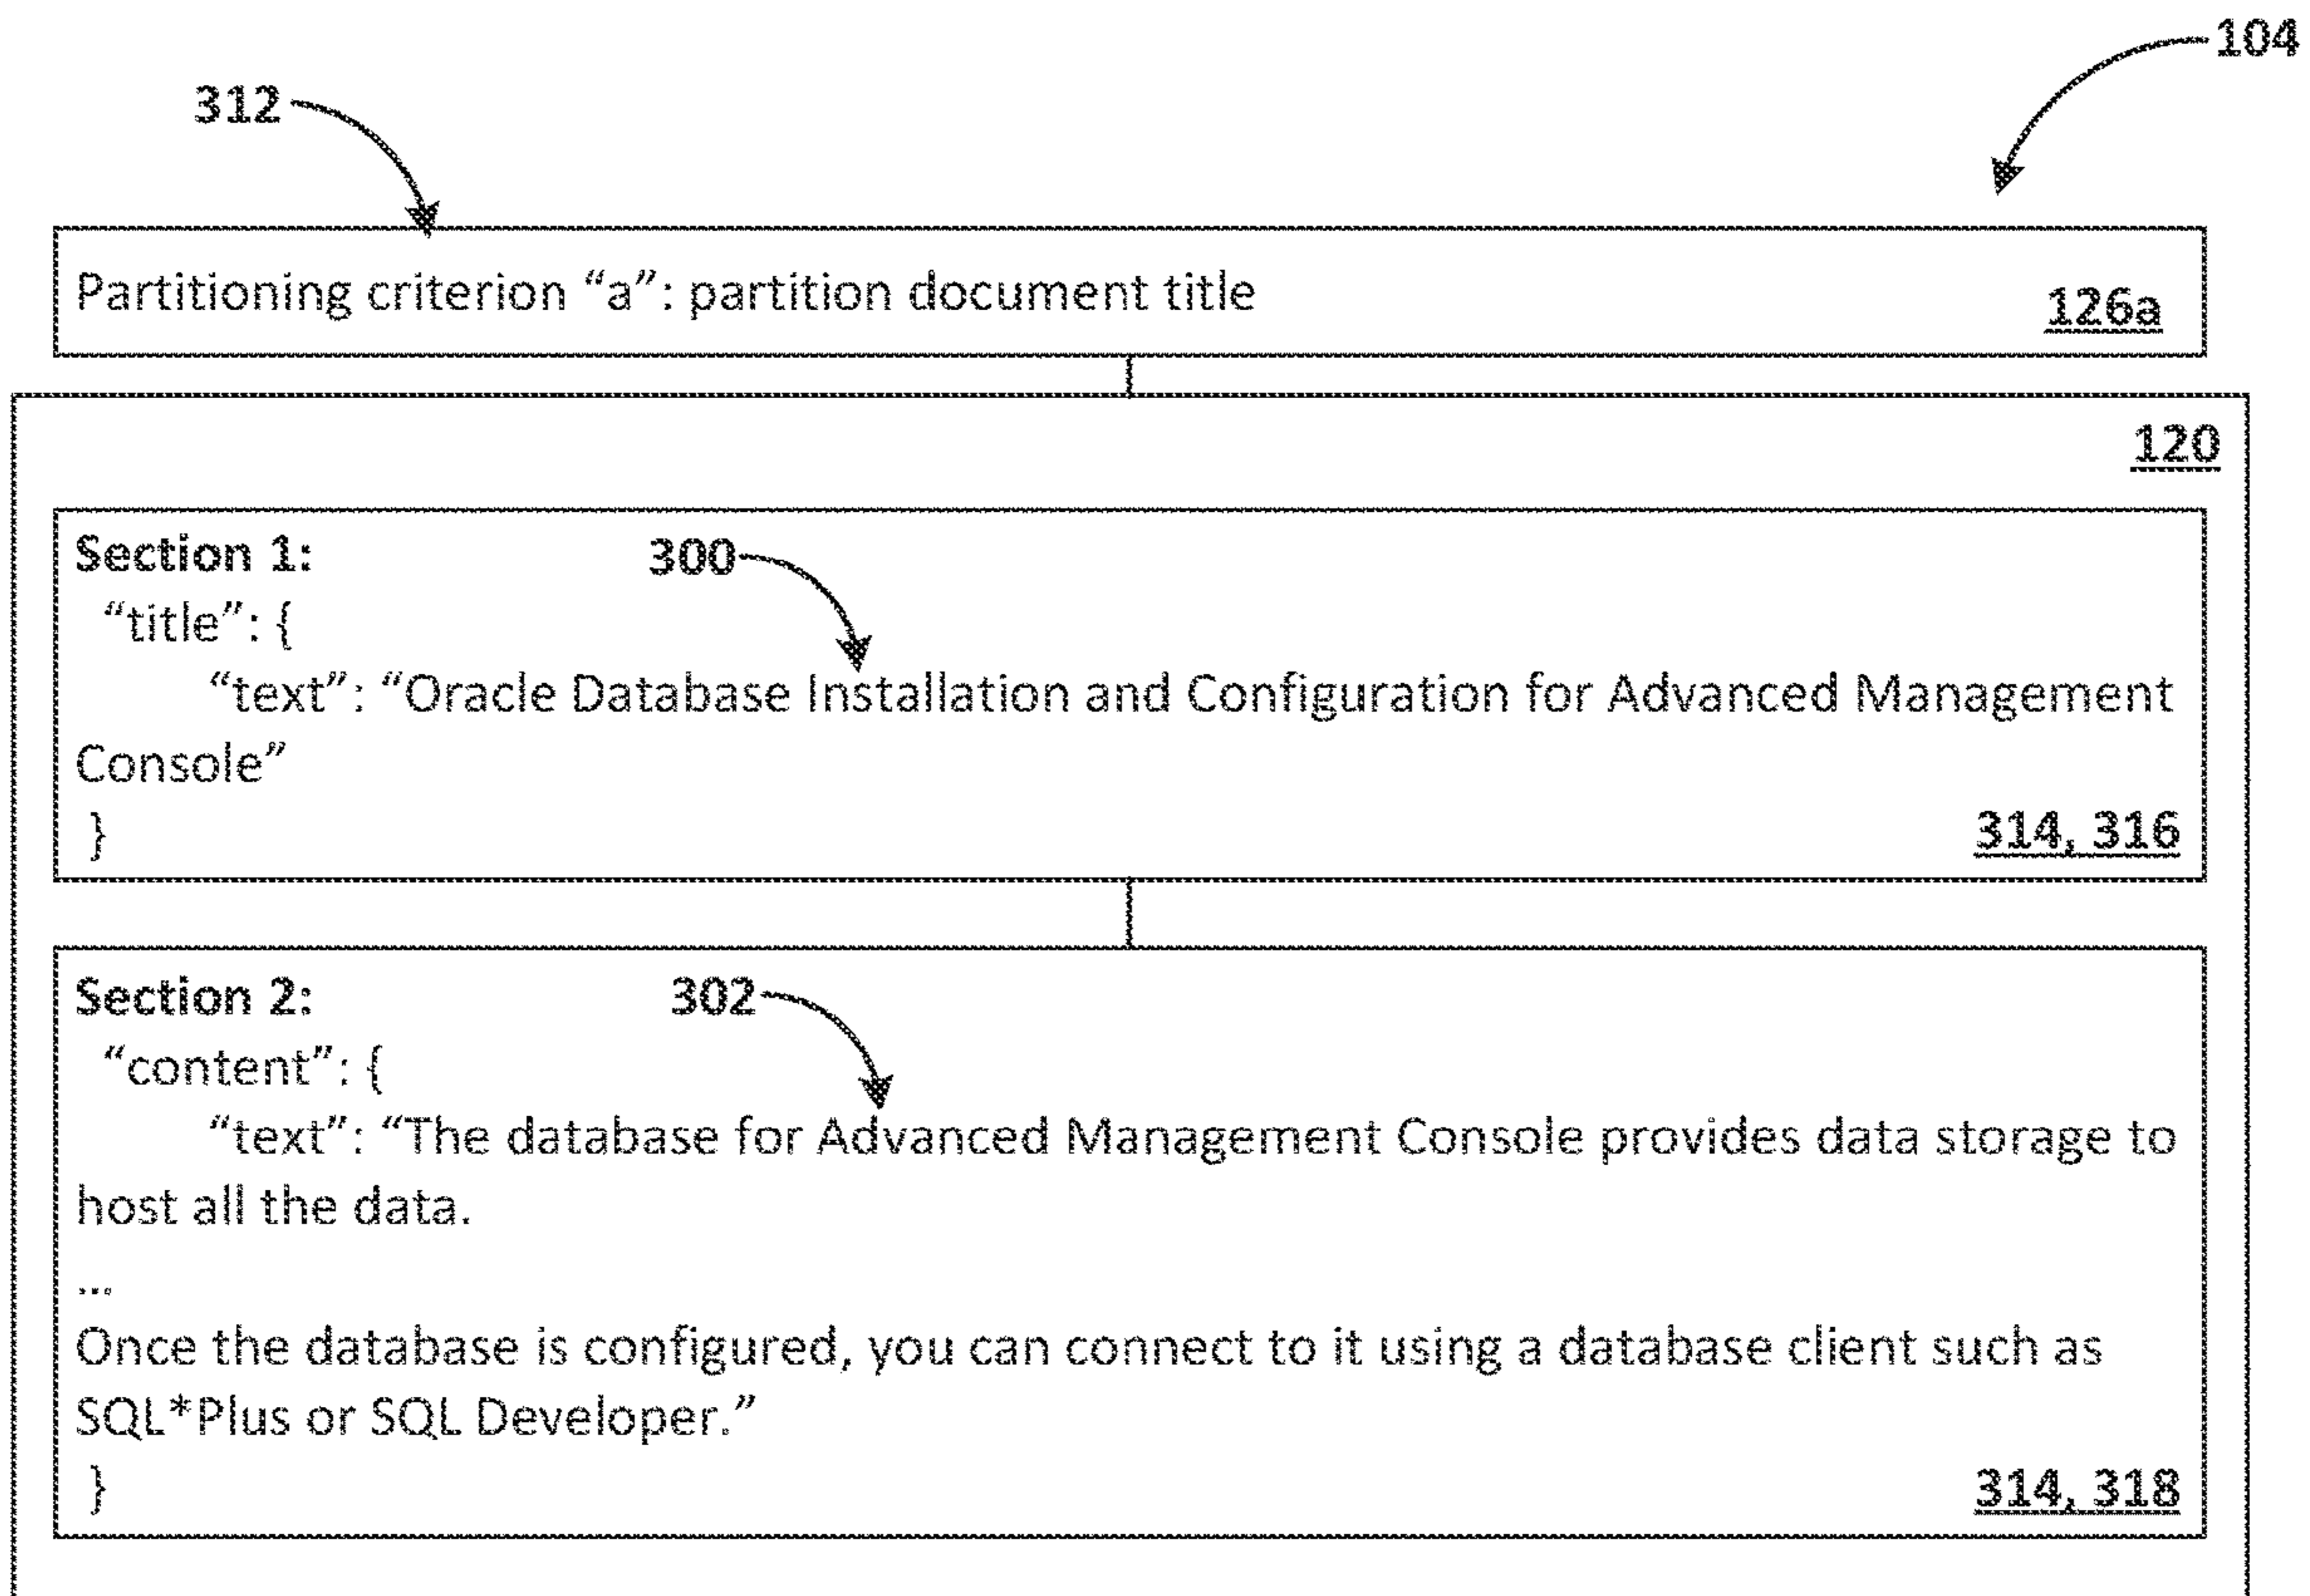 104
312
Partitioning criterion “a”: partition document title
126a
120
Section 1:
300
“title”: {
“text”: “Oracle Database Installation and Configuration for Advanced Management
Console”
}
314, 316
Section 2:
302
“content”: {
“text”: “The database for Advanced Management Console provides data storage to
host all the data.
...
Once the database is configured, you can connect to it using a database client such as
SQL*Plus or SQL Developer.”
}
314, 318